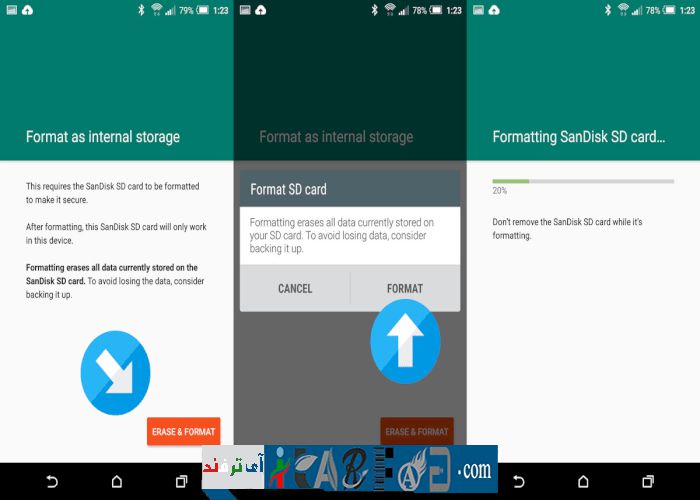 79% 1:23
Format as internal storage
This requires the SanDisk SD card to be formatted
to make it secure.
After formatting, this SanDisk SD card will only work
in this device.
Formatting erases all data currently stored on the
SanDisk SD card. To avoid losing the data, consider
backing it up.
ERASE & FORMAT
78% 1:23
Format as internal storage
Format SD card
Formatting erases all data currently stored on
your SD card. To avoid losing data, consider
backing it up.
CANCEL FORMAT
ERASE & FORMAT
78% 1:23
Formatting SanDisk SD card...
20%
Don't remove the SanDisk SD card while it's
formatting.
آی ترفند
.com